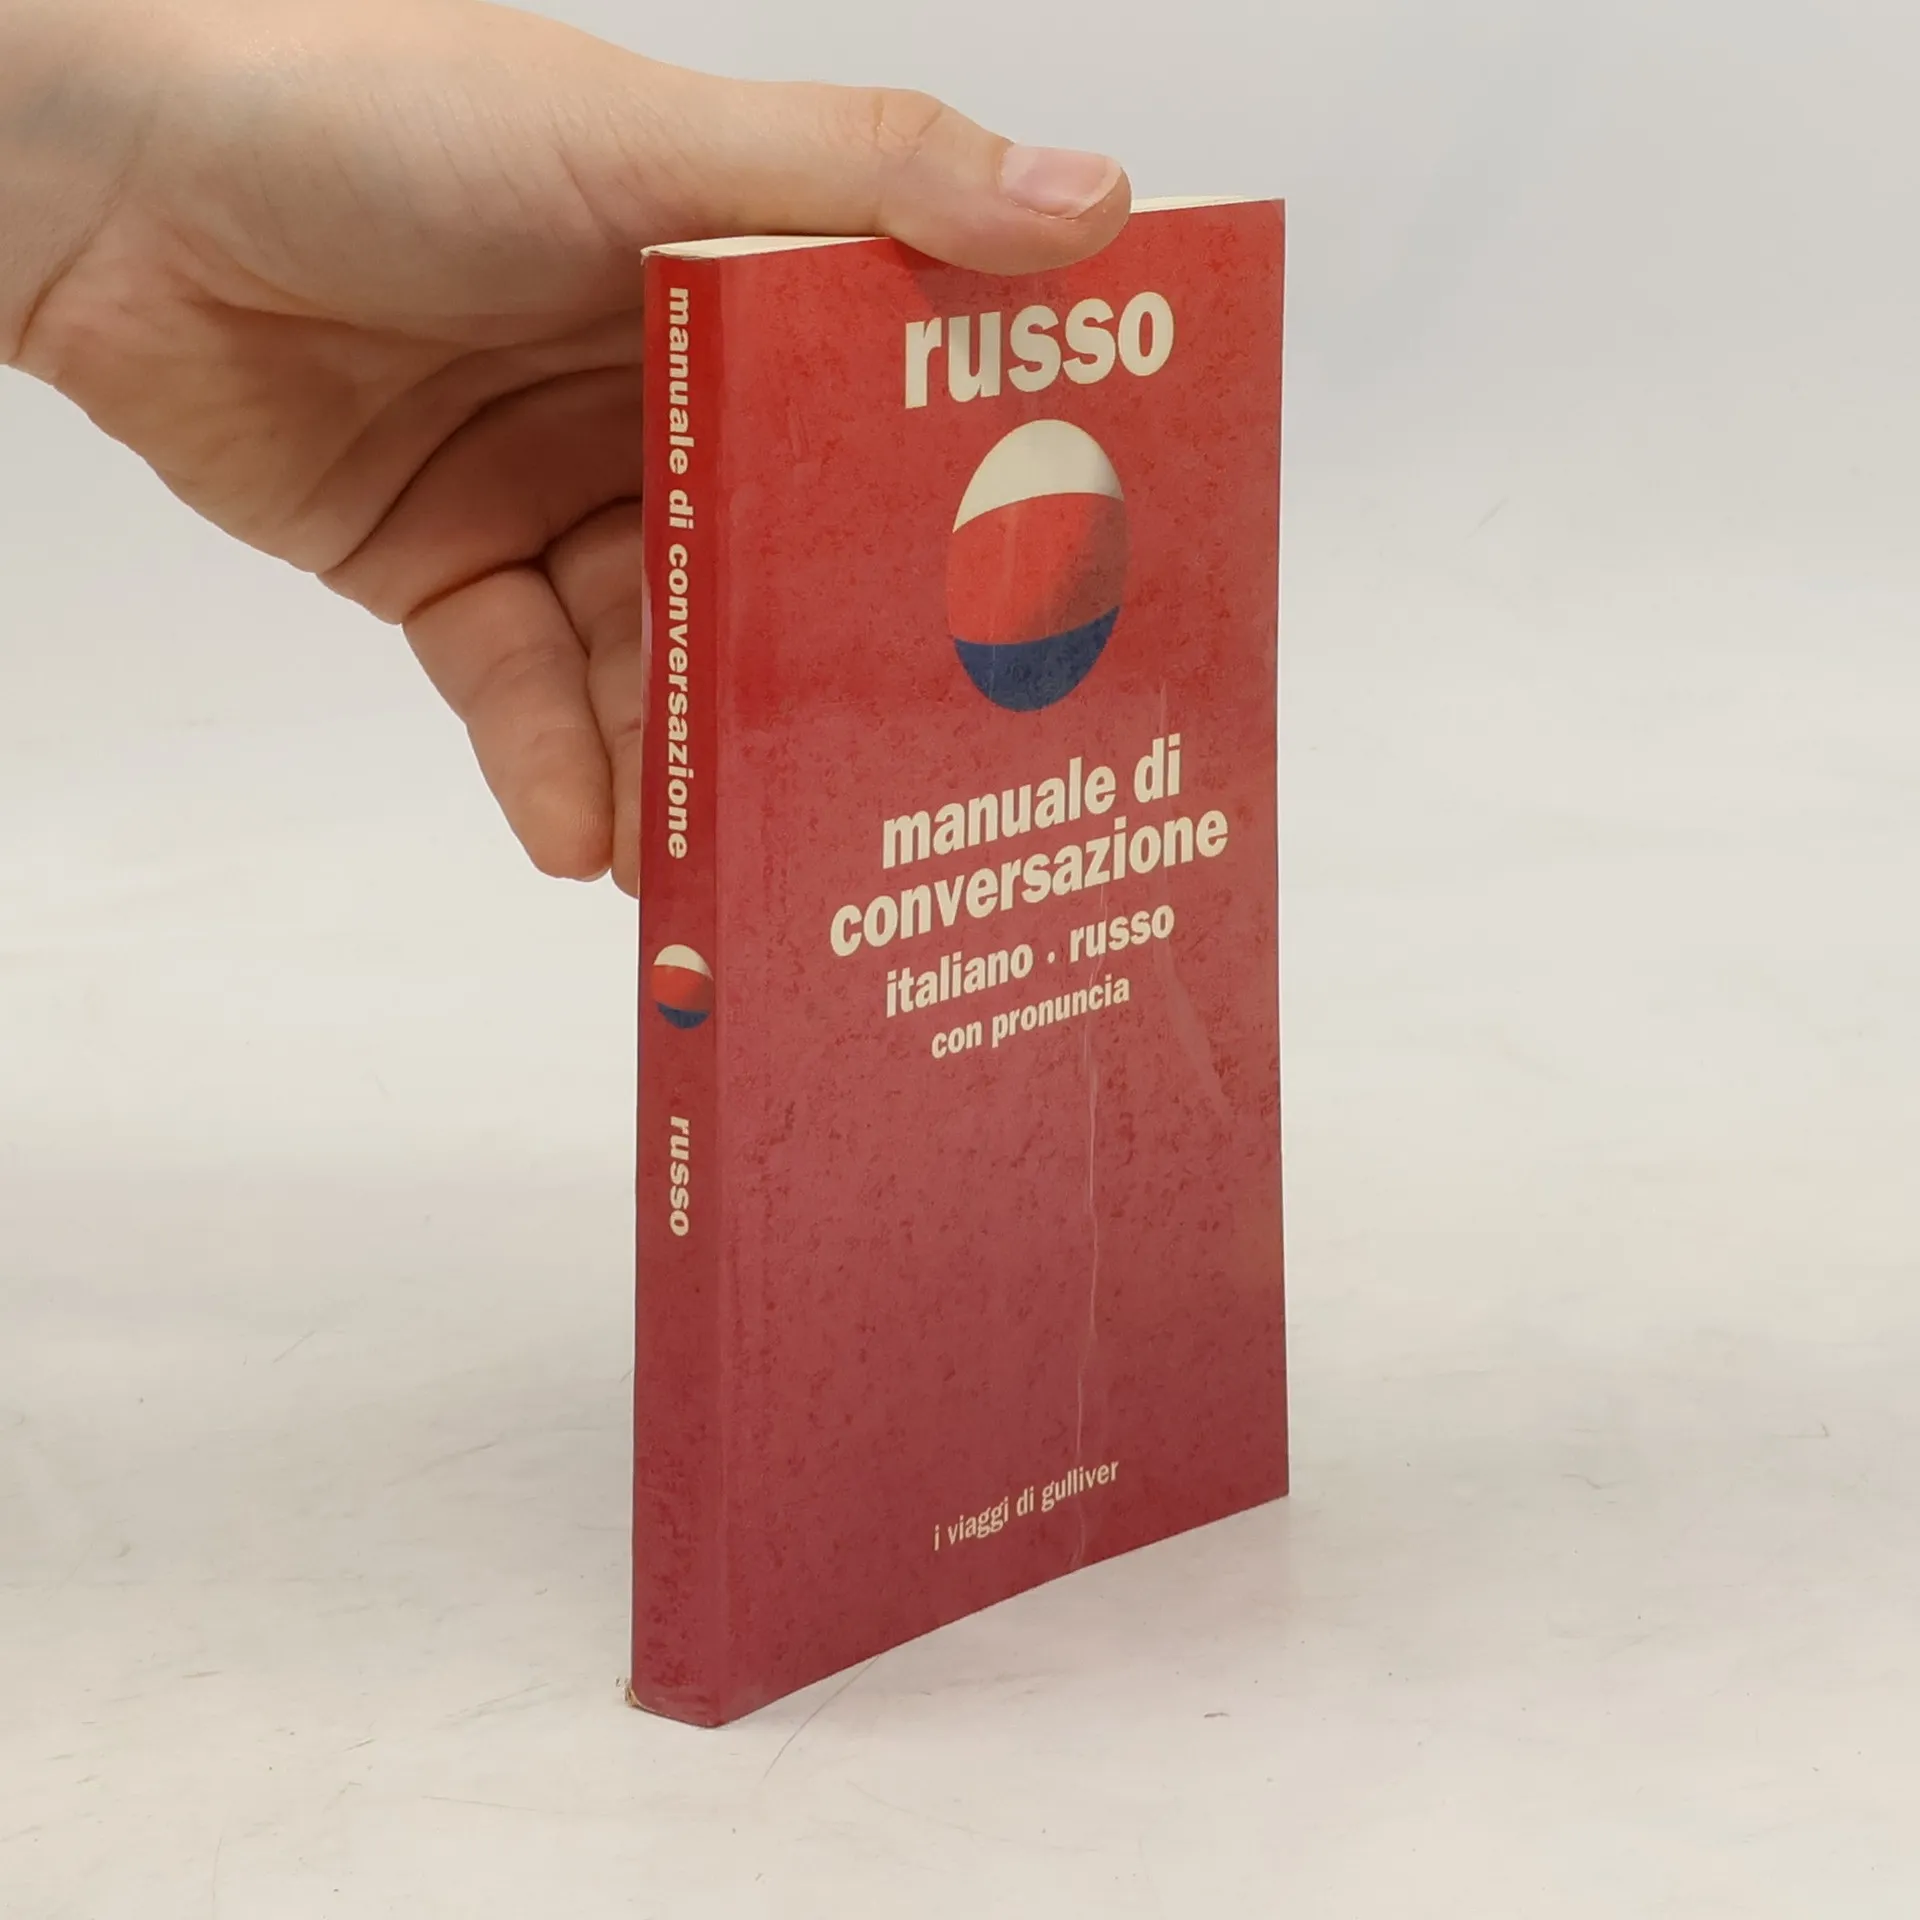 manuale di conversazione
russo
russo
manuale di
conversazione
italiano . russo
con pronuncia
i viaggi di gulliver